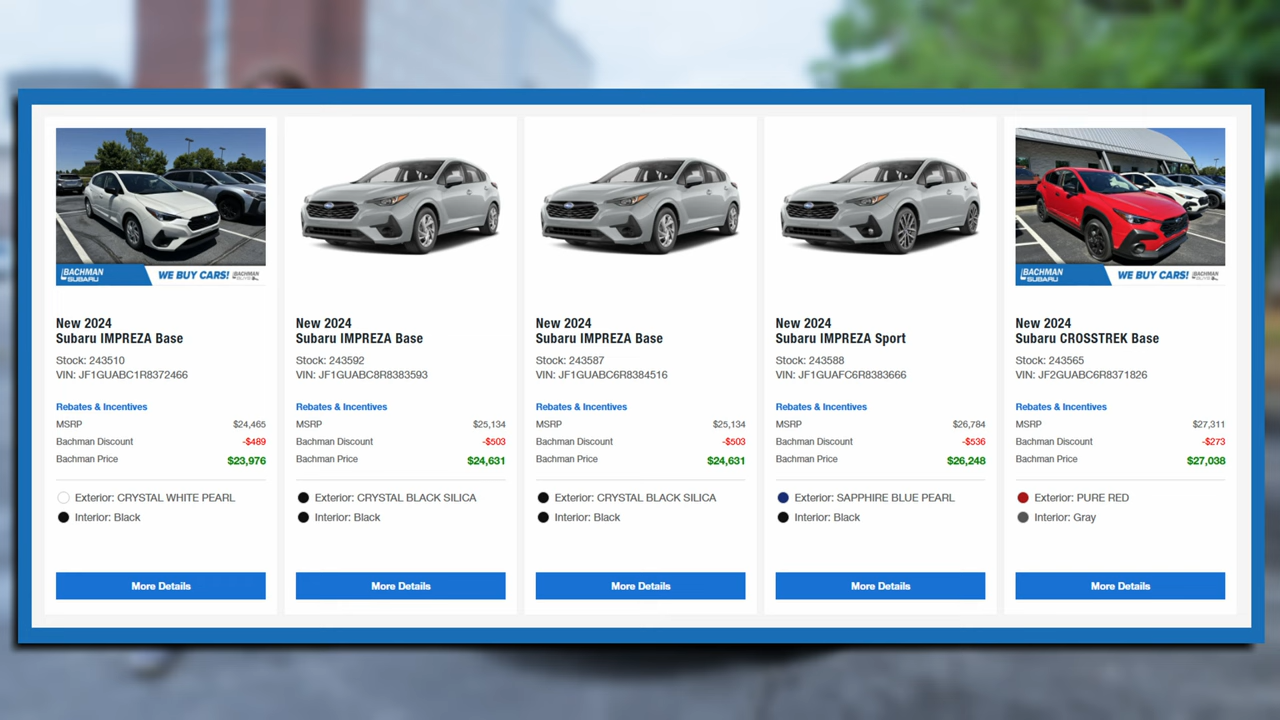 BACHMAN
SUBARU
WE BUY CARS!
BACHMAN
New 2024
Subaru IMPREZA Base
Stock: 243510
VIN: JF1GUABC1R8372466
Rebates & Incentives
MSRP $24,465
Bachman Discount -$489
Bachman Price $23,976
Exterior: CRYSTAL WHITE PEARL
Interior: Black
More Details
New 2024
Subaru IMPREZA Base
Stock: 243592
VIN: JF1GUABC8R8383593
Rebates & Incentives
MSRP $25,134
Bachman Discount -$503
Bachman Price $24,631
Exterior: CRYSTAL BLACK SILICA
Interior: Black
More Details
New 2024
Subaru IMPREZA Base
Stock: 243587
VIN: JF1GUABC6R8384516
Rebates & Incentives
MSRP $25,134
Bachman Discount -$503
Bachman Price $24,631
Exterior: CRYSTAL BLACK SILICA
Interior: Black
More Details
New 2024
Subaru IMPREZA Sport
Stock: 243588
VIN: JF1GUAFC6R8383666
Rebates & Incentives
MSRP $26,784
Bachman Discount -$536
Bachman Price $26,248
Exterior: SAPPHIRE BLUE PEARL
Interior: Black
More Details
BACHMAN
SUBARU
WE BUY CARS!
BACHMAN
New 2024
Subaru CROSSTREK Base
Stock: 243565
VIN: JF2GUABC6R8371826
Rebates & Incentives
MSRP $27,311
Bachman Discount -$273
Bachman Price $27,038
Exterior: PURE RED
Interior: Gray
More Details